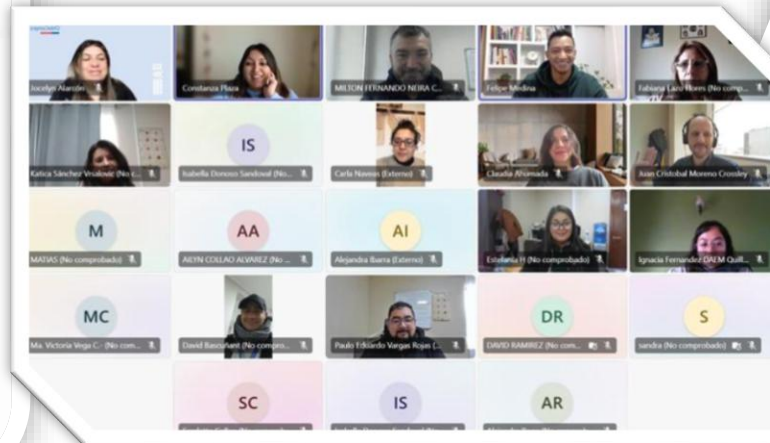 Jocelyn Alarcón
Constanza Plaza
MILTON FERNANDO NEIRA C...
Felipe Medina
Fabiana Lazo Flores (No comp...
Katica Sánchez Vrsalovic (No c...
IS
Isabella Donoso Sandoval (No...
Carla Navea (Externo)
Claudia Ahumada
Juan Cristobal Moreno Crossley
M
MATIAS (No comprobado)
AA
AILYN COLLAO ALVAREZ (No ...
AI
Alejandra Ibarra (Externo)
Estefanía H (No comprobado)
Ignacia Fernandez DAEM Quill...
MC
Ma. Victoria Vega C.- (No com...
David Bascuñant (No compro...
Paulo Eduardo Vargas Rojas (...
DR
DAVID RAMIREZ (No com...
S
sandra (No comprobado)
SC
IS
AR